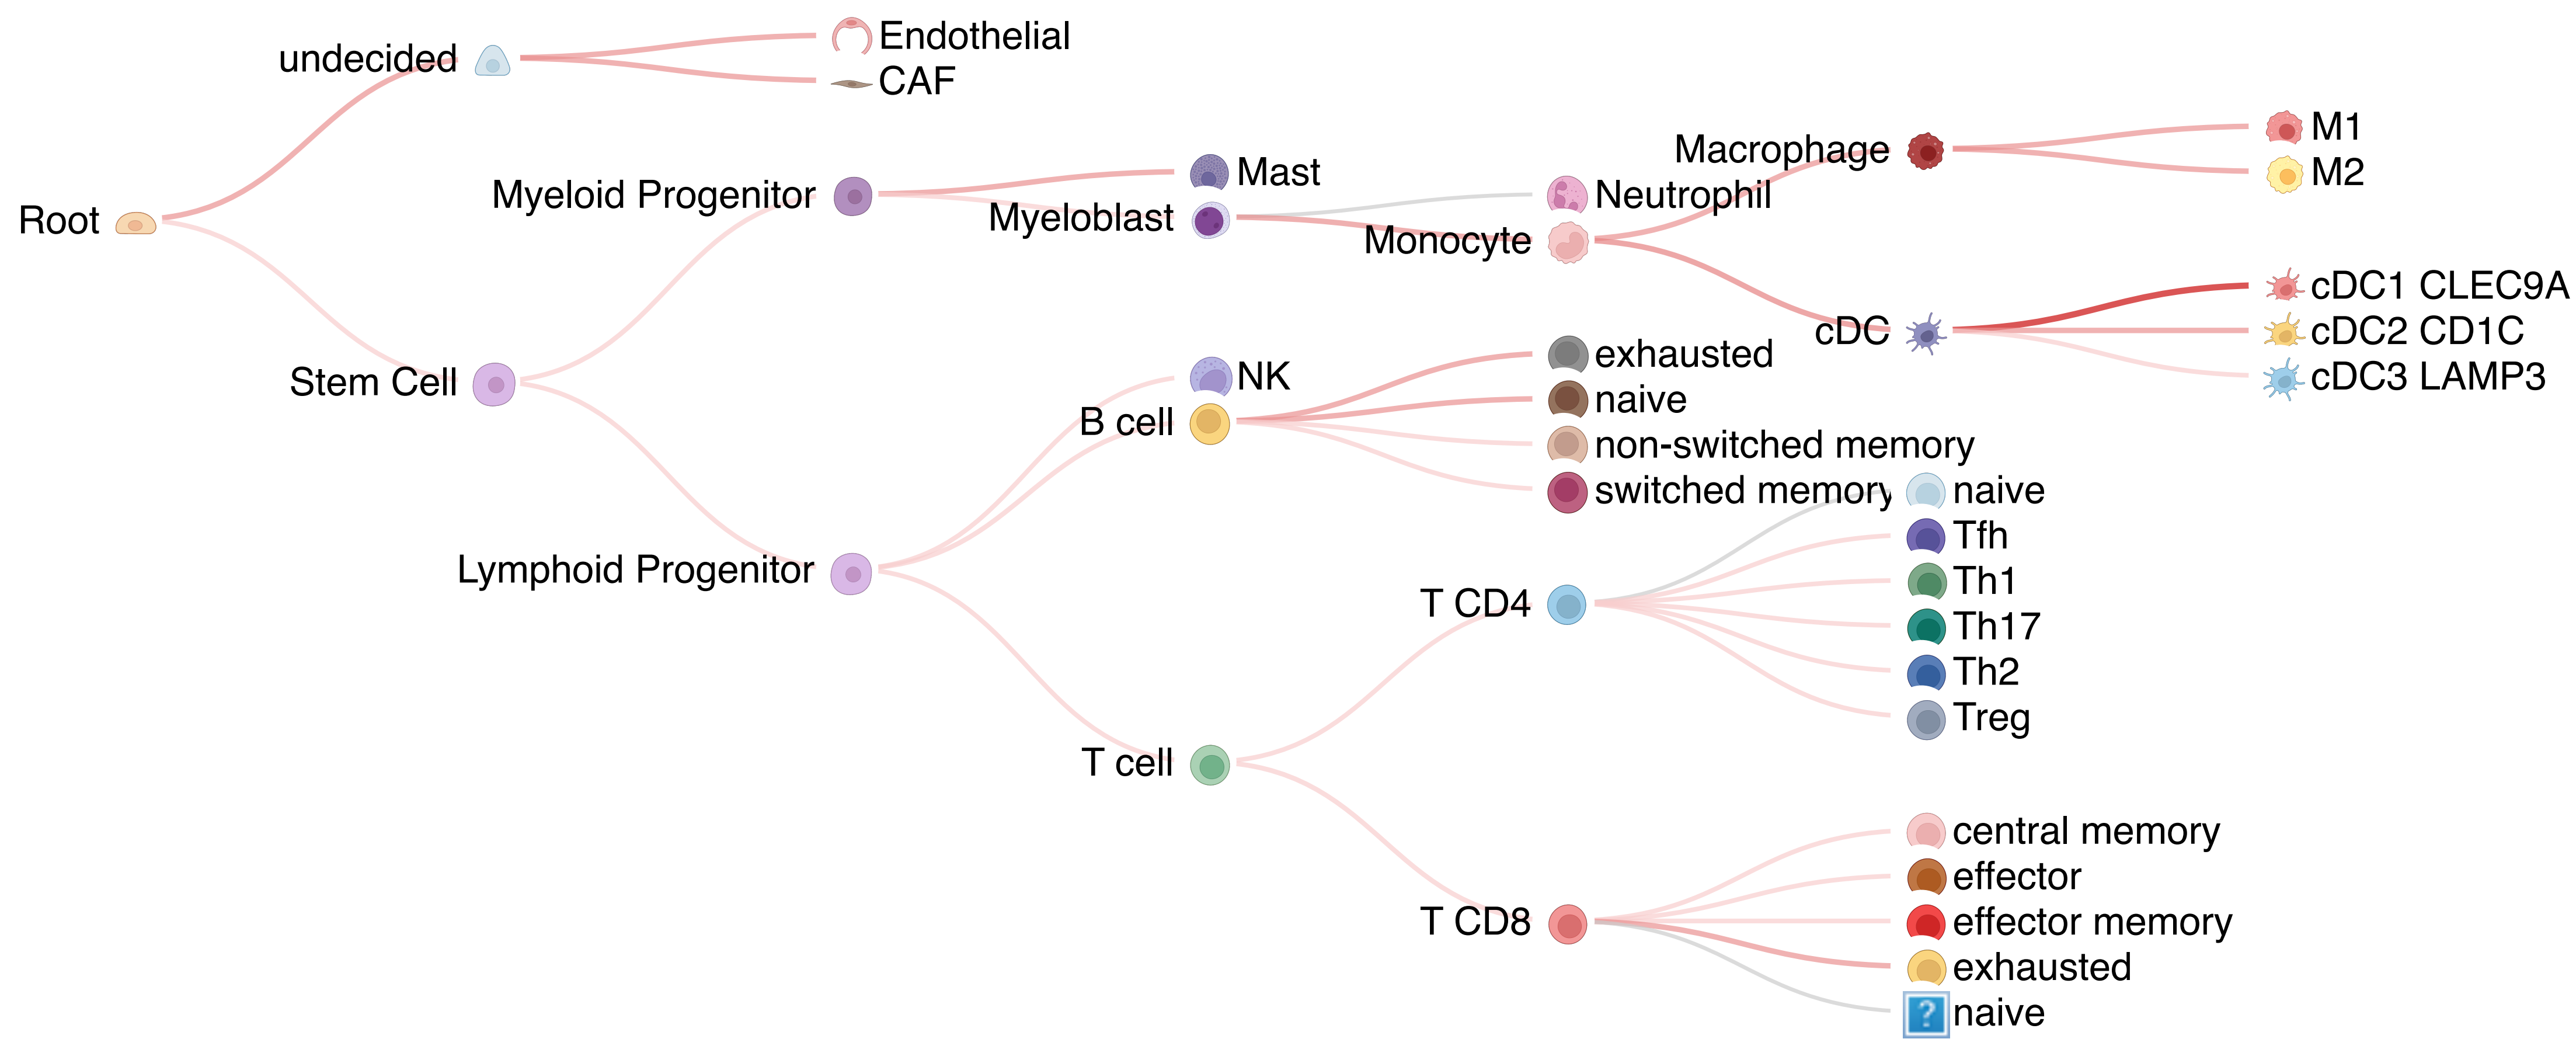 Endothelial
undecided
CAF
M1
Macrophage
M2
Mast
Myeloid Progenitor
Neutrophil
Root
Myeloblast
Monocyte
cDC1 CLEC9A
cDC
cDC2 CD1C
exhausted
Stem Cell
NK
cDC3 LAMP3
naive
B cell
non-switched memory
switched memory
naive
Tfh
Lymphoid Progenitor
Th1
T CD4
Th17
Th2
Treg
T cell
central memory
effector
T CD8
effector memory
exhausted
?
naive